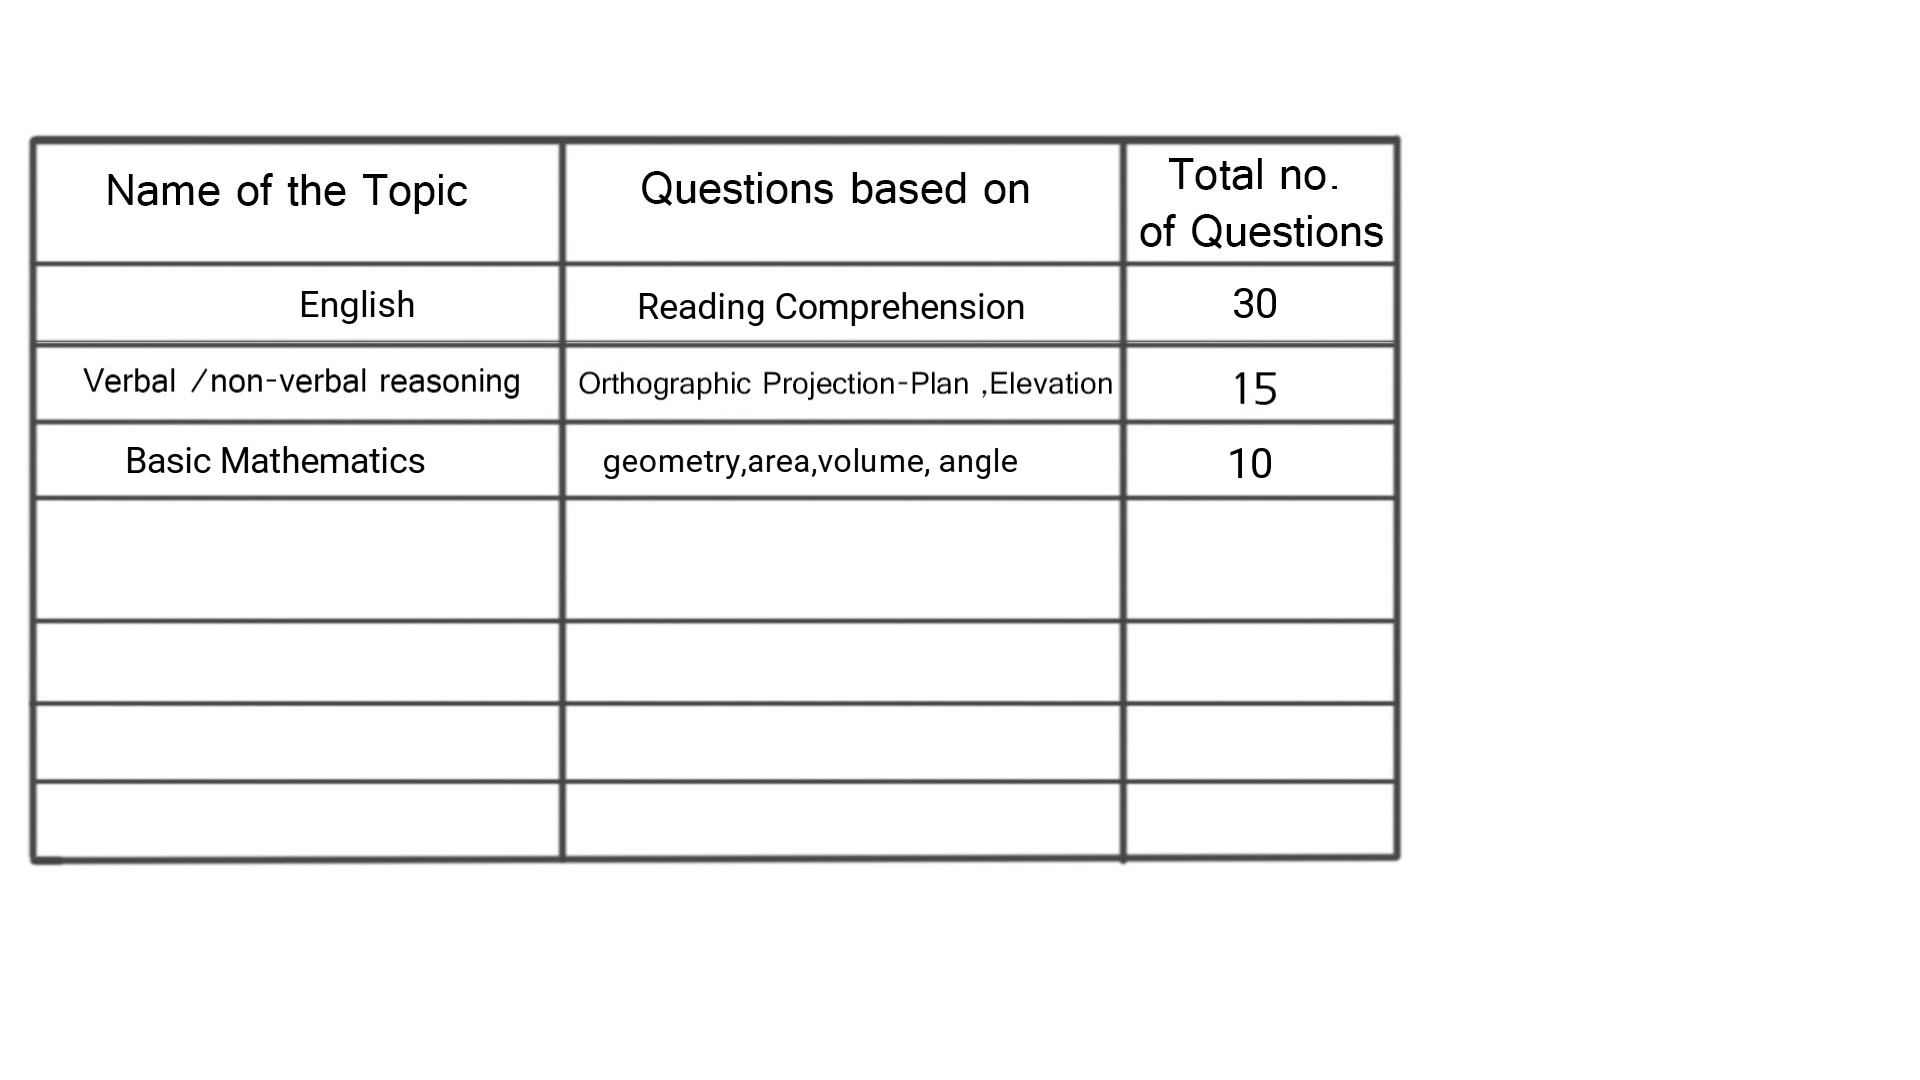 Name of the Topic
Questions based on
Total no.
of Questions
English
Reading Comprehension
30
Verbal /non-verbal reasoning
Orthographic Projection-Plan ,Elevation
15
Basic Mathematics
geometry,area,volume, angle
10